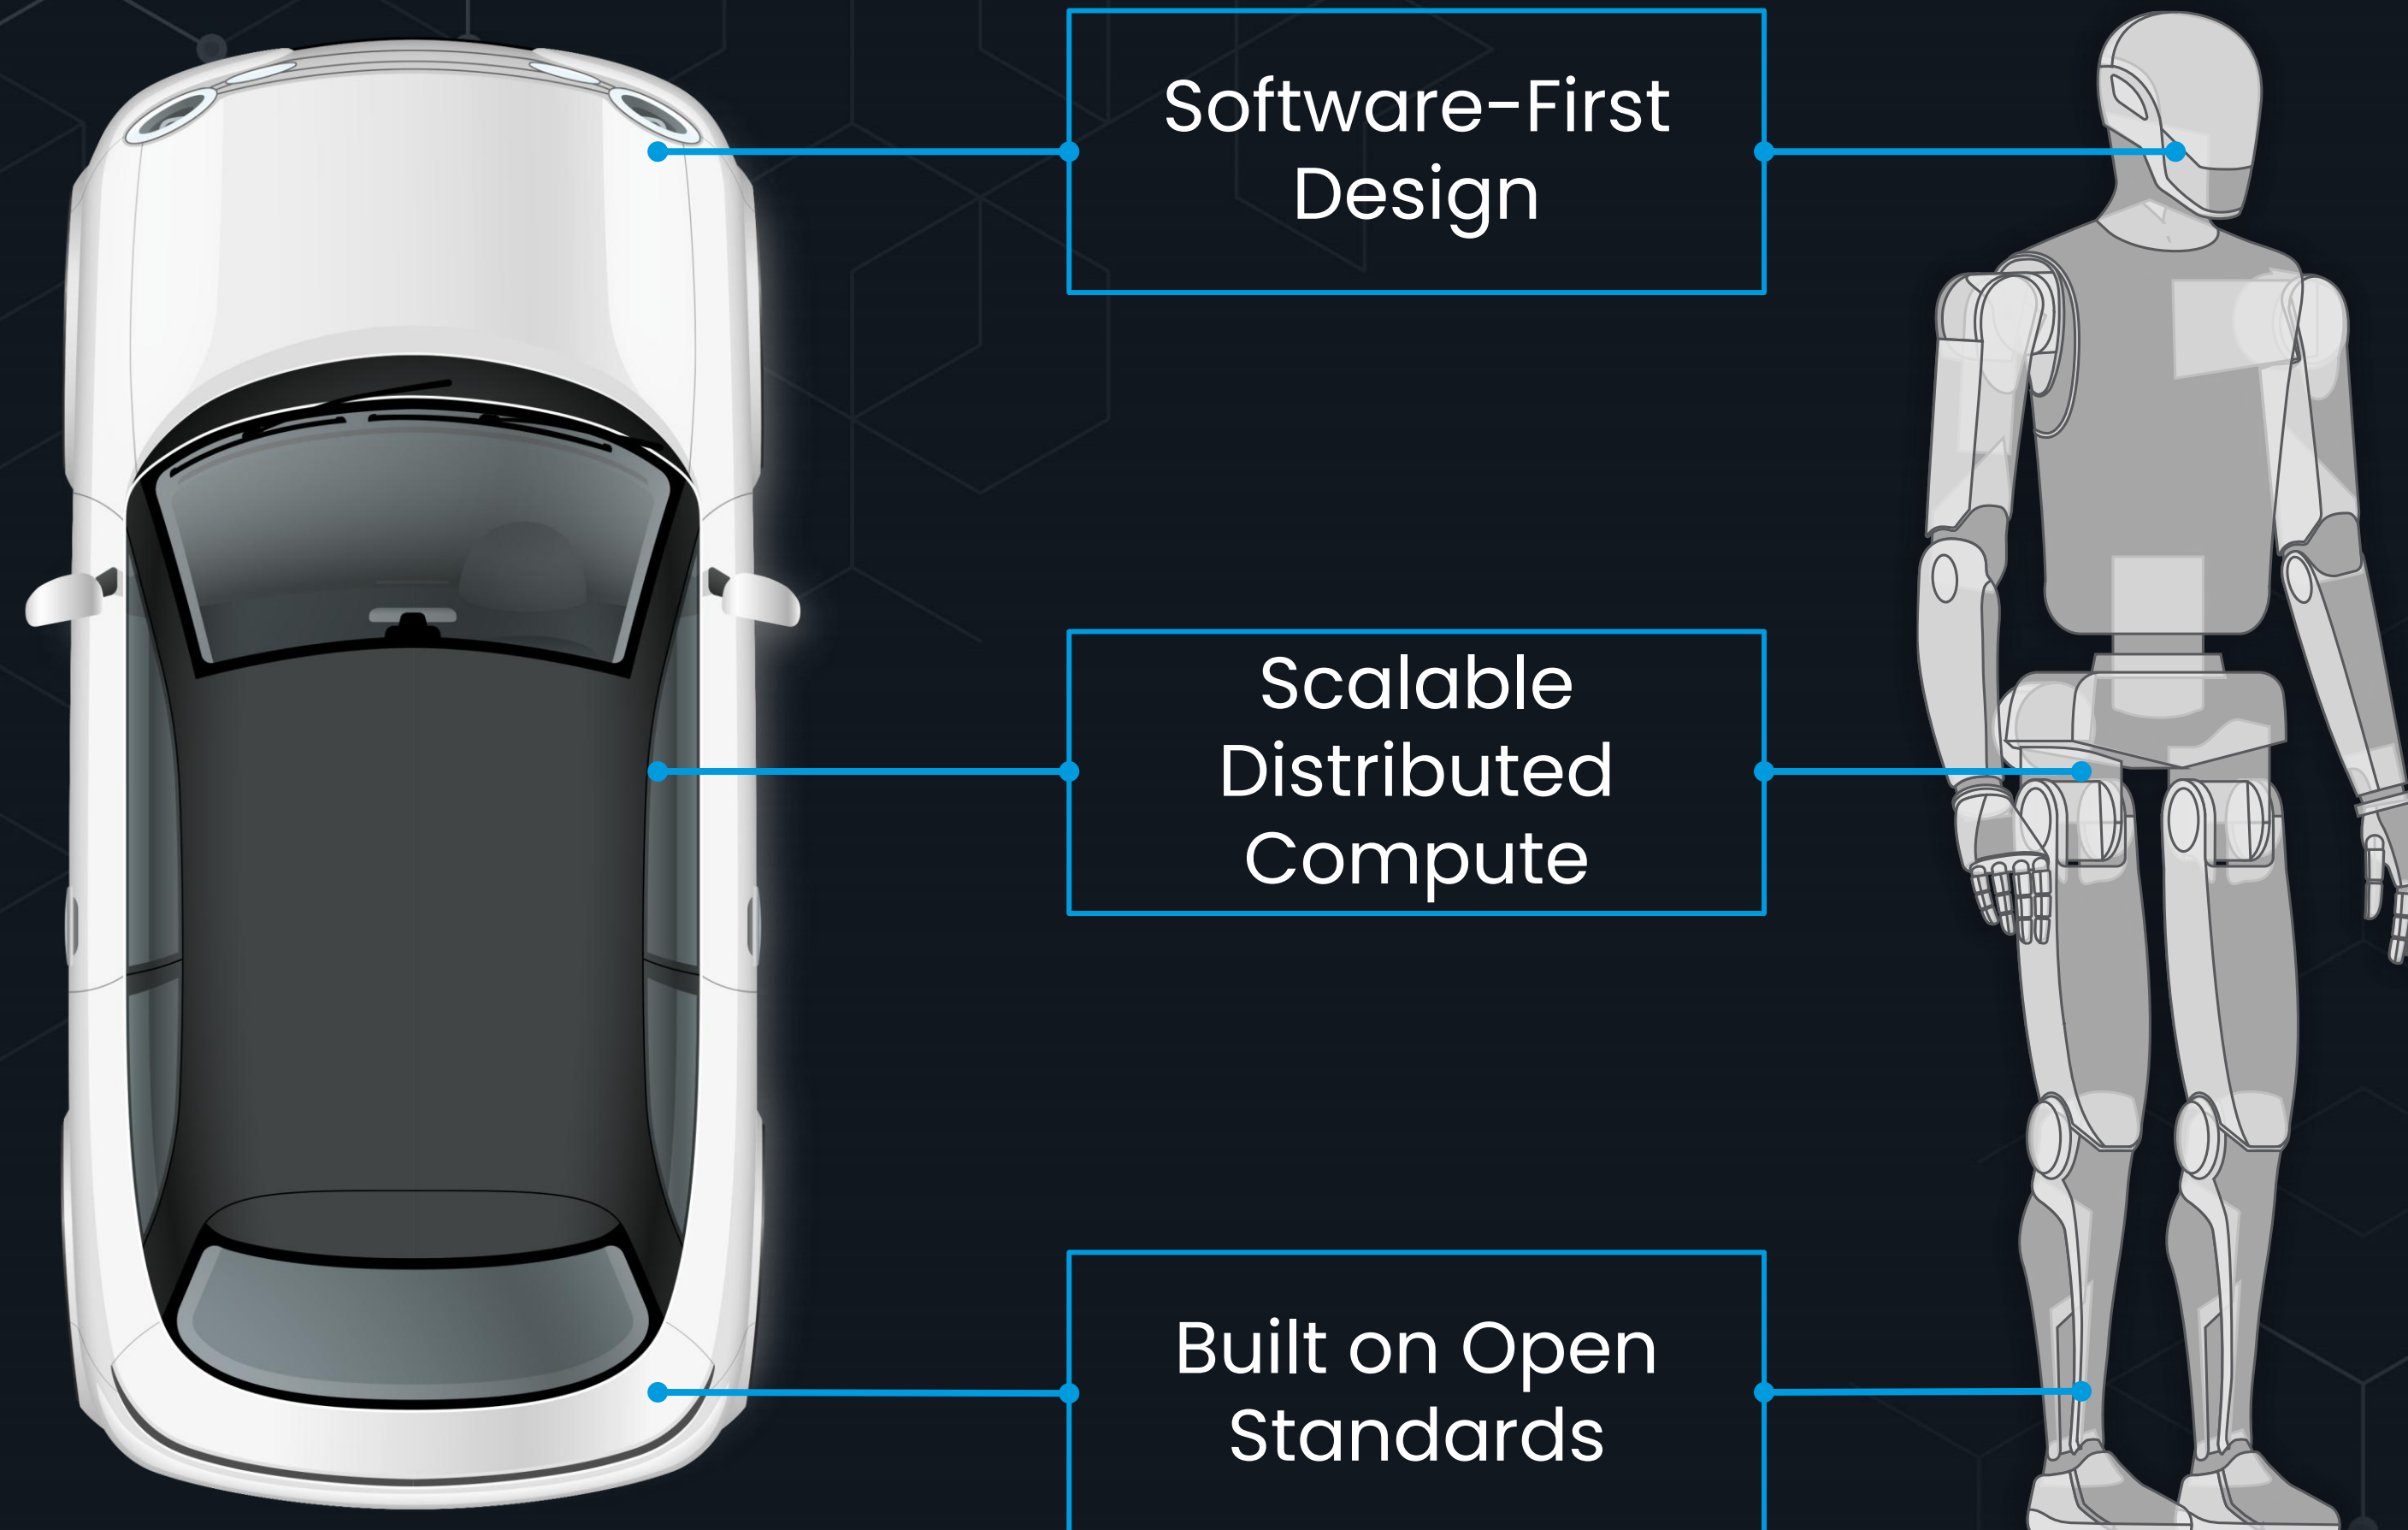 Software-First
Design
Scalable
Distributed
Compute
Built on Open
Standards